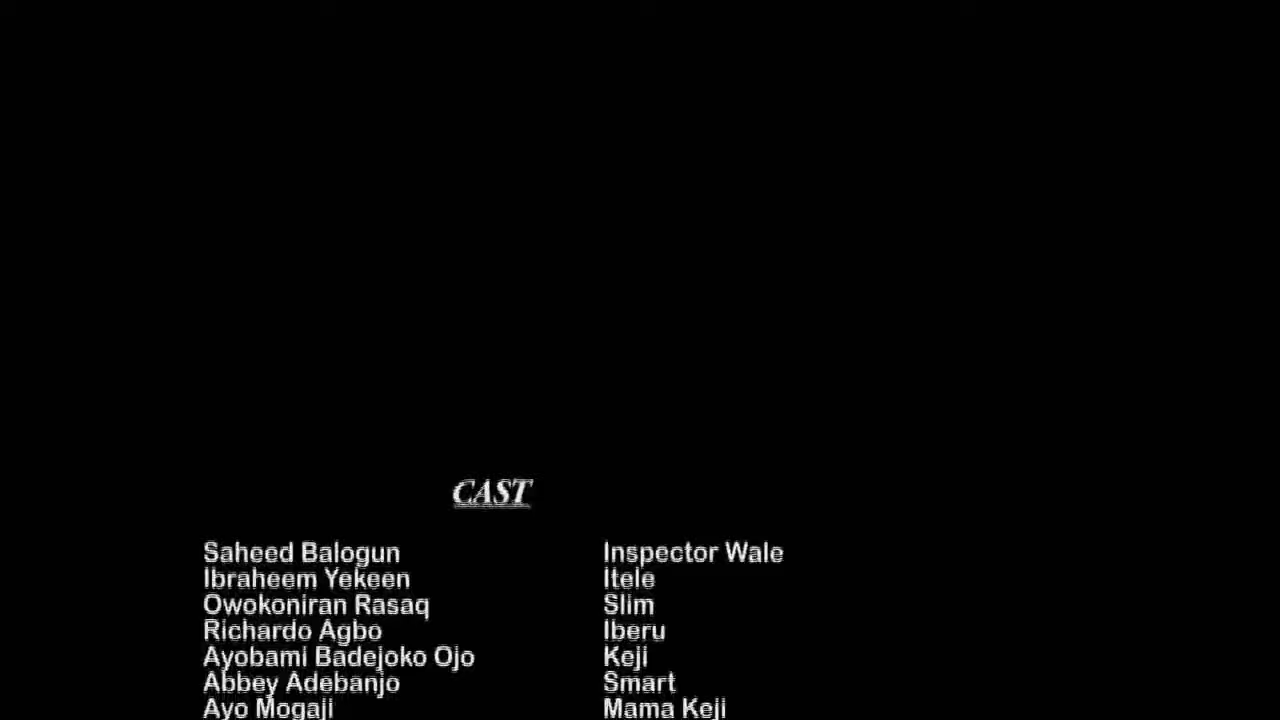 CAST
Saheed Balogun Inspector Wale
Ibraheem Yekeen Itele
Owokoniran Rasaq Slim
Richardo Agbo Iberu
Ayobami Badejoko Ojo Keji
Abbey Adebanjo Smart
Ayo Mogaji Mama Keji